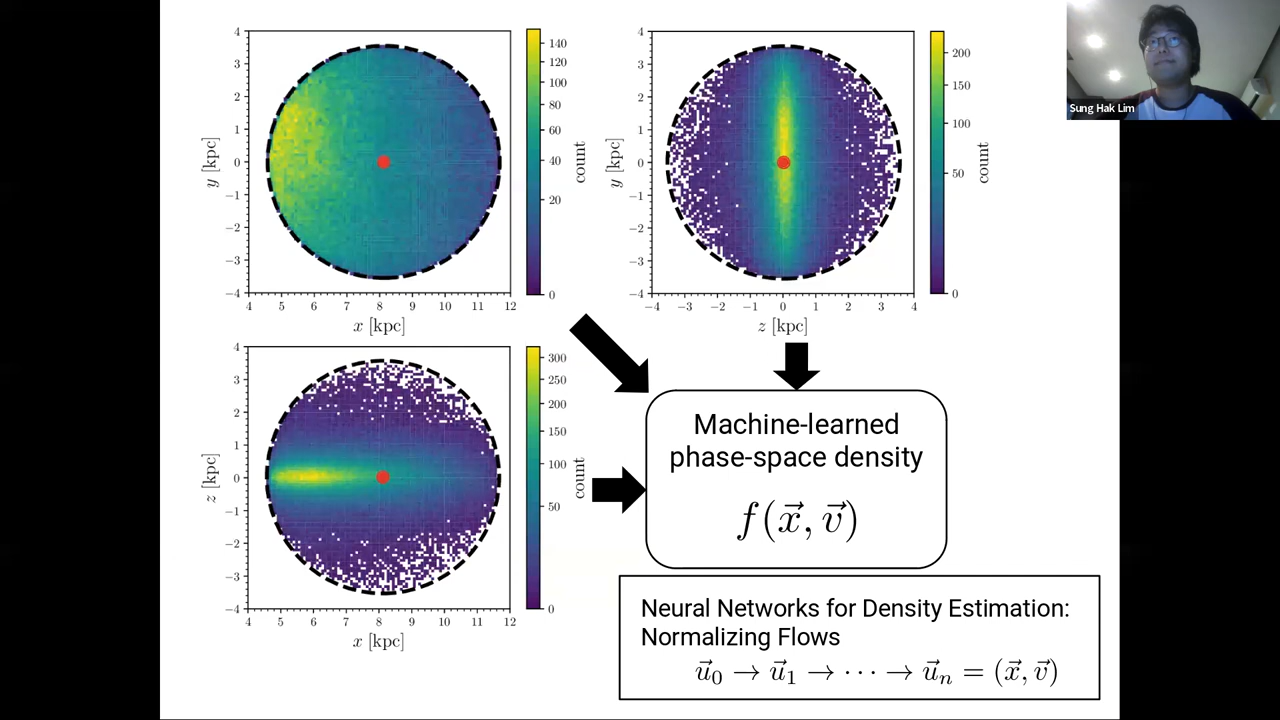 4
3
2
1
0
−1
−2
−3
−4
y [kpc]
4 5 6 7 8 9 10 11 12
x [kpc]
140
120
100
80
60
40
20
0
count
4
3
2
1
0
−1
−2
−3
−4
y [kpc]
−4 −3 −2 −1 0 1 2 3 4
z [kpc]
200
150
100
50
0
count
Sung Hak Lim
4
3
2
1
0
−1
−2
−3
−4
z [kpc]
4 5 6 7 8 9 10 11 12
x [kpc]
300
250
200
150
100
50
0
count
Machine-learned
phase-space density
f(x⃗, v⃗)
Neural Networks for Density Estimation:
Normalizing Flows
u⃗₀ → u⃗₁ → ⋯ → u⃗ₙ = (x⃗, v⃗)